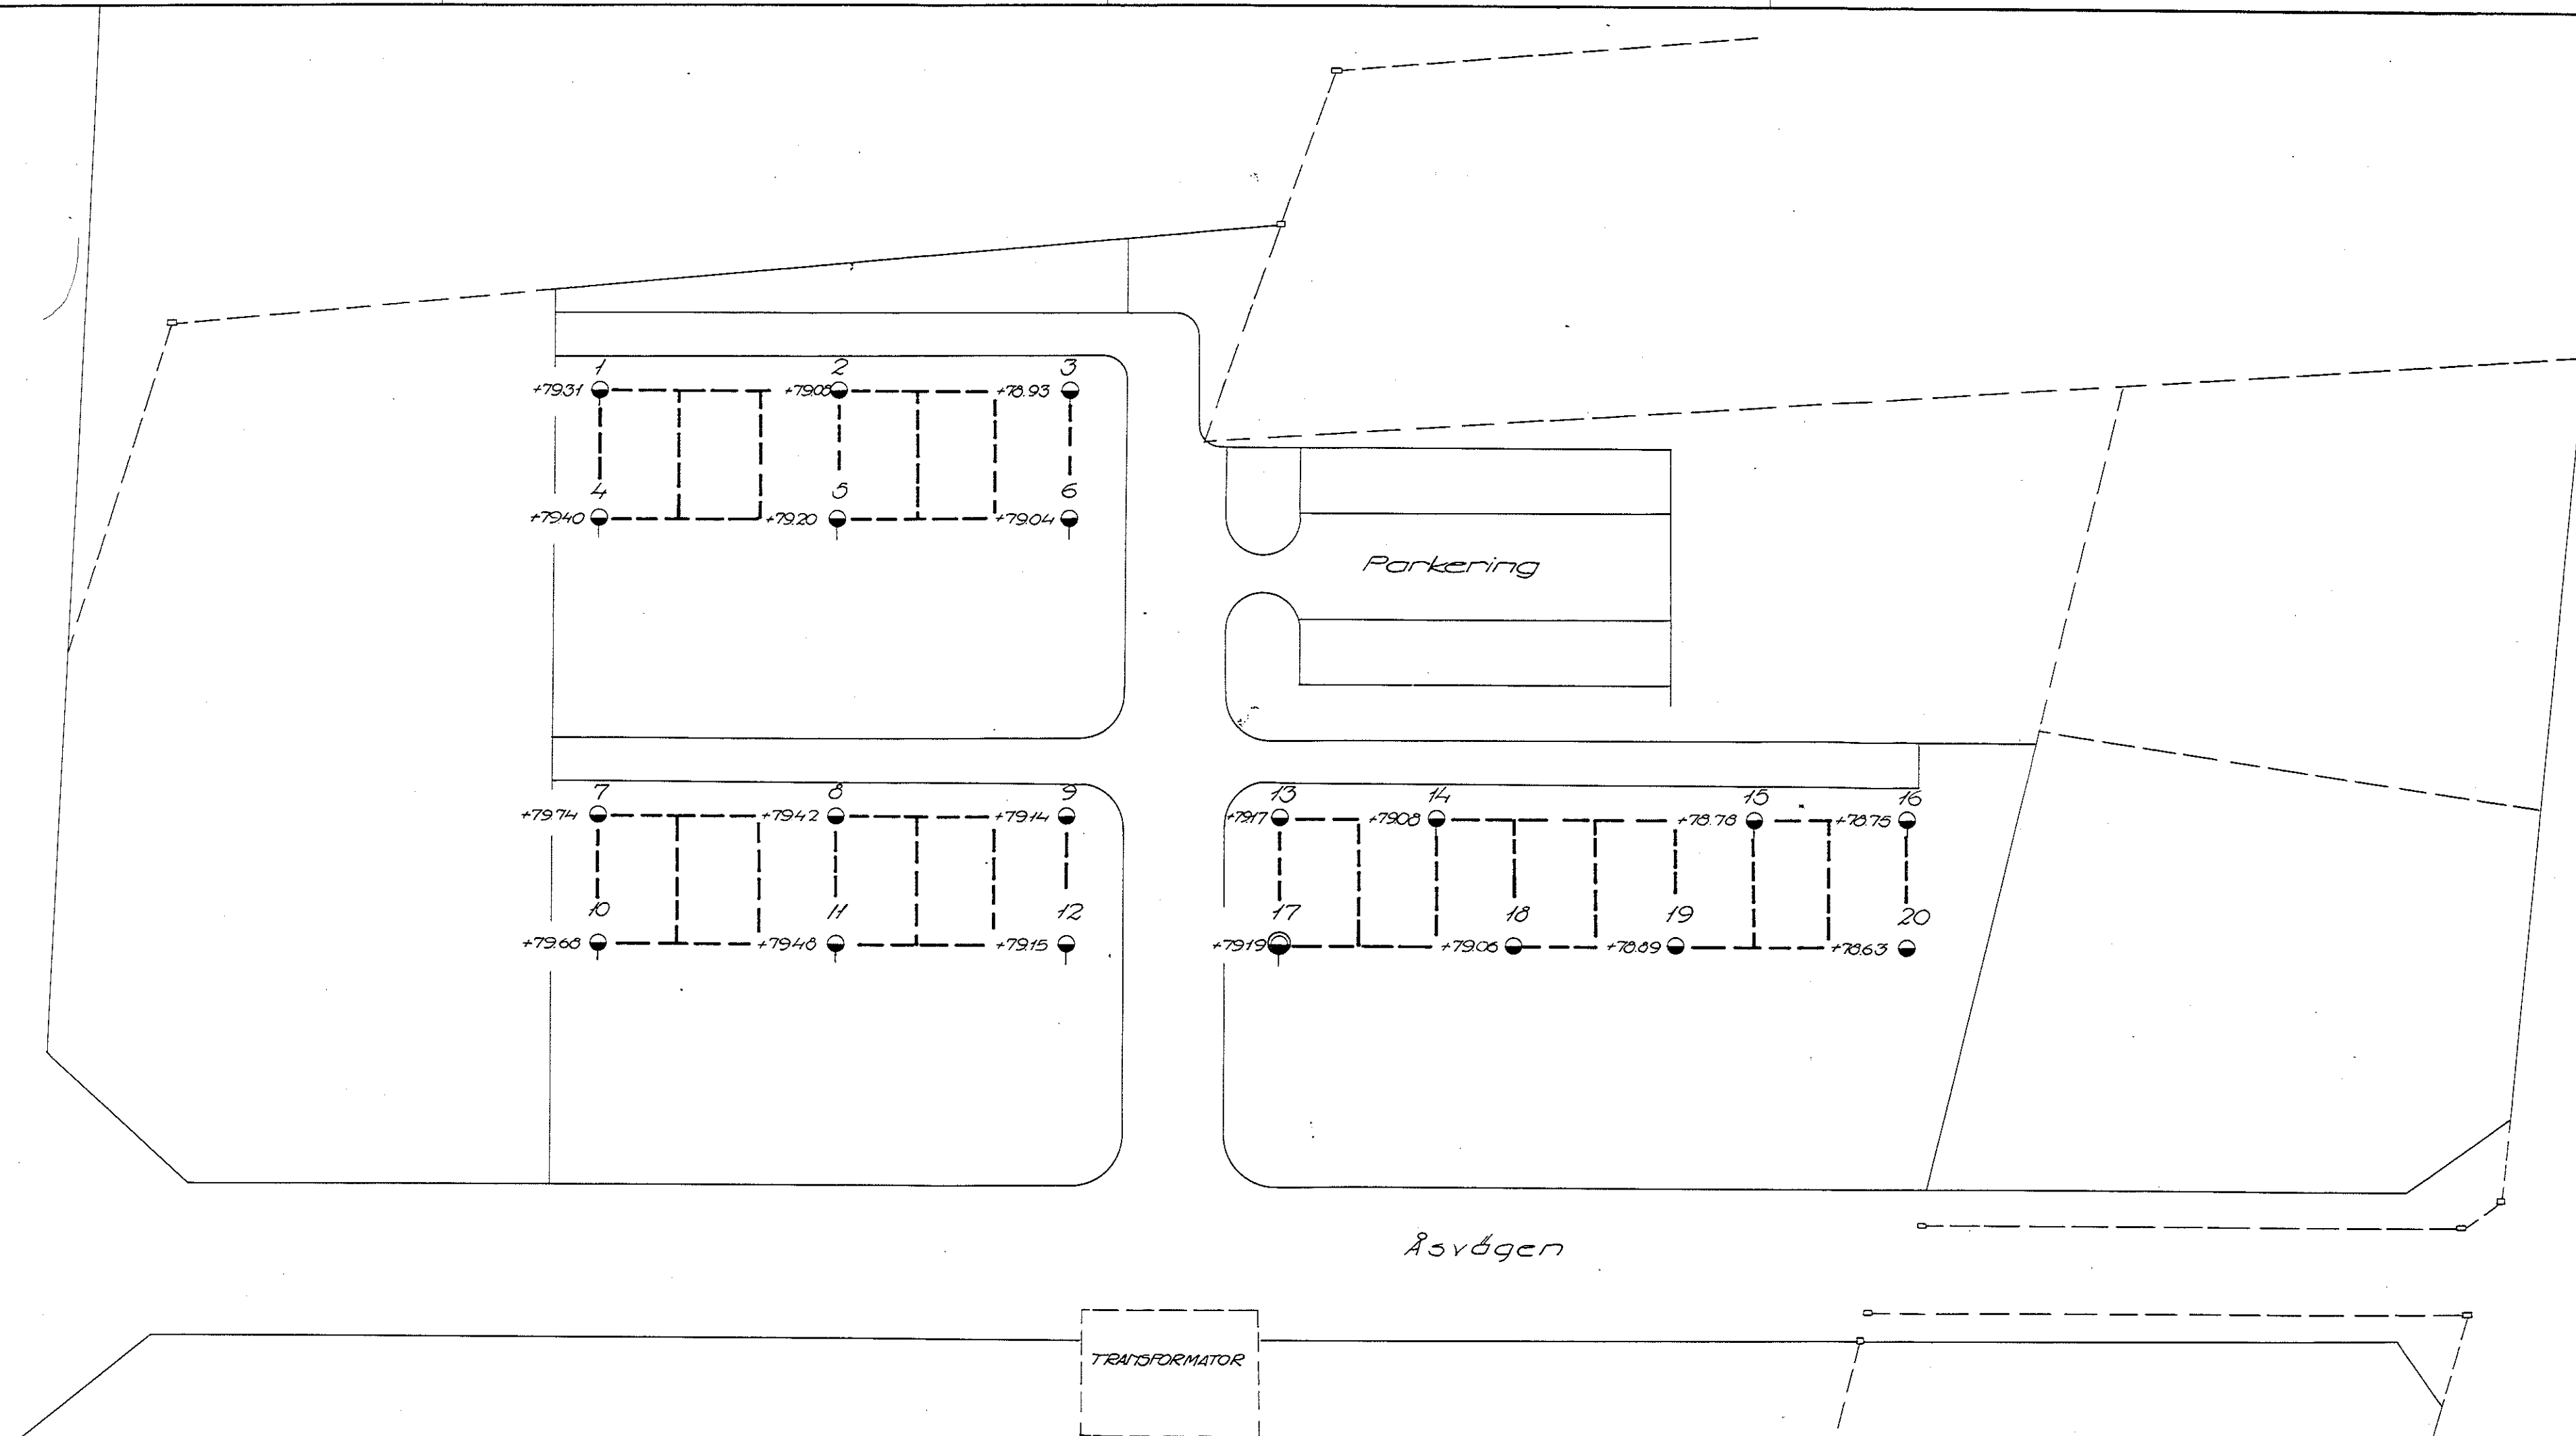 1 2 3
+79.31 +79.08 +78.93
4 5 6
+79.40 +79.20 +79.04
Parkering
7 8 9 13 14 15 16
+79.74 +79.42 +79.14 +79.17 +79.08 +78.78 +78.75
10 11 12 17 18 19 20
+79.68 +79.48 +79.15 +79.19 +79.08 +78.89 +78.63
Åsvägen
TRANSFORMATOR